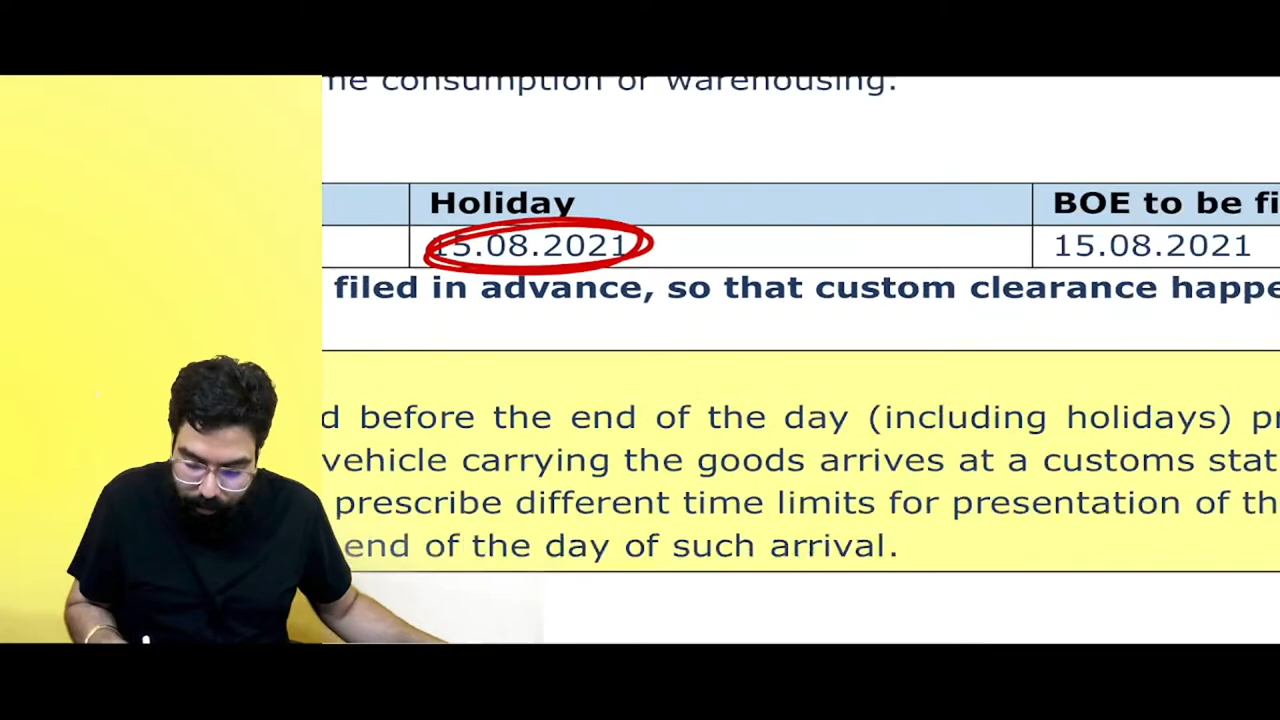 me consumption or warehousing.
Holiday BOE to be fi
15.08.2021 15.08.2021
filed in advance, so that custom clearance happe
d before the end of the day (including holidays) pr
vehicle carrying the goods arrives at a customs stat
prescribe different time limits for presentation of th
end of the day of such arrival.